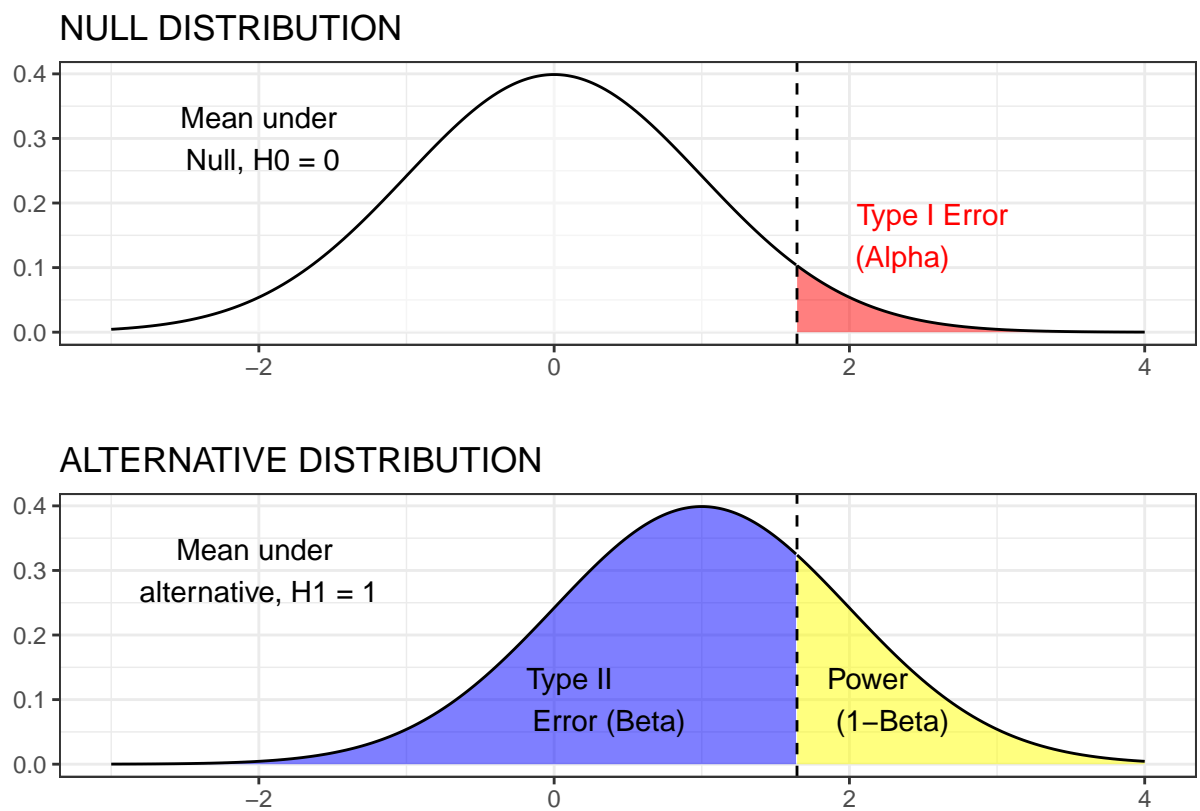 NULL DISTRIBUTION
0.4
0.3
0.2
0.1
0.0
Mean under
Null, H0 = 0
Type I Error
(Alpha)
−2
0
2
4
ALTERNATIVE DISTRIBUTION
0.4
0.3
0.2
0.1
0.0
Mean under
alternative, H1 = 1
Type II
Error (Beta)
Power
(1−Beta)
−2
0
2
4